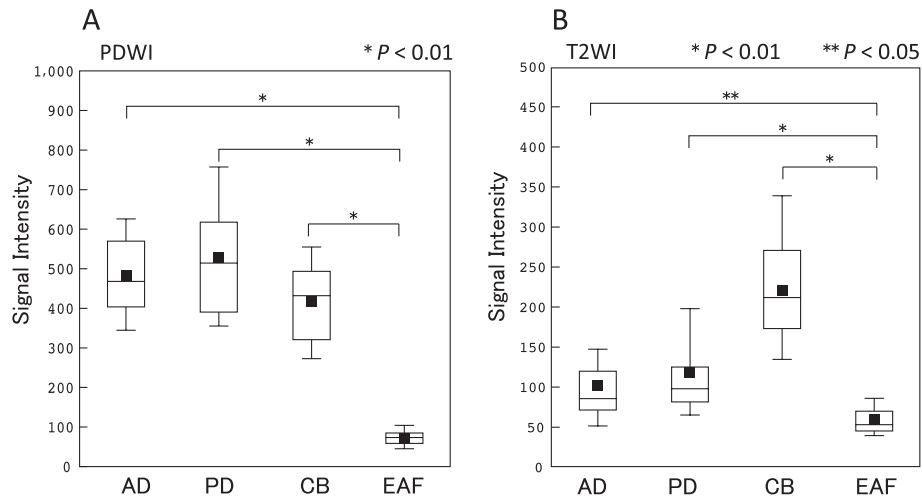 A
PDWI
* P < 0.01
1,000
900
800
700
600
500
400
300
200
100
0
Signal Intensity
*
*
*
AD PD CB EAF
B
T2WI
* P < 0.01
** P < 0.05
500
450
400
350
300
250
200
150
100
50
0
Signal Intensity
**
*
*
AD PD CB EAF